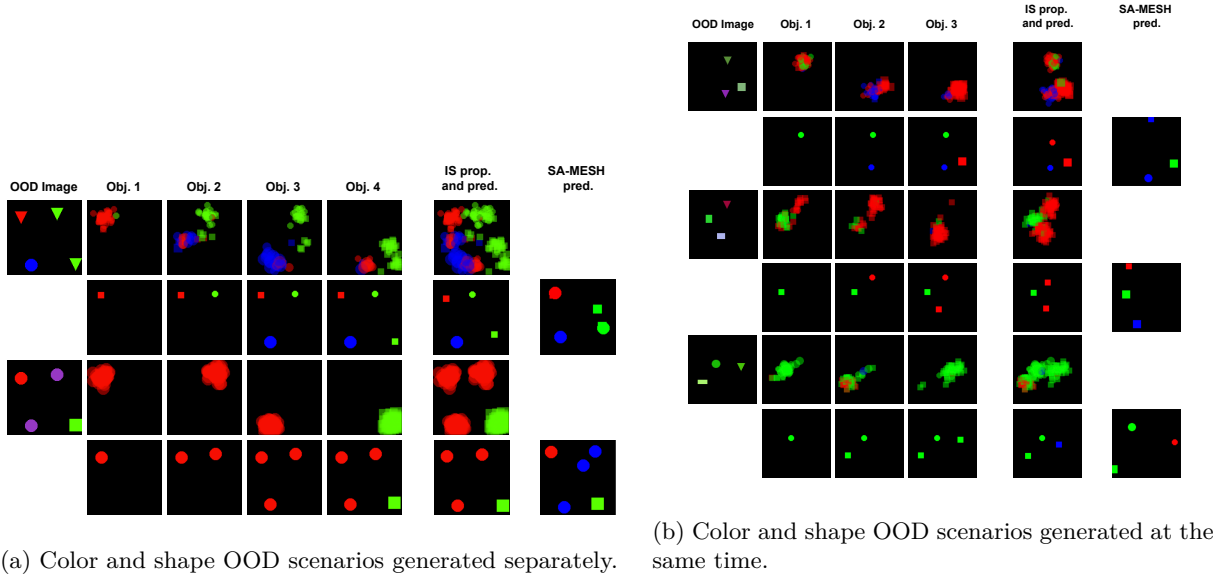 IS prop.
and pred.
SA-MESH
pred.
OOD Image
Obj. 1
Obj. 2
Obj. 3
Obj. 4
IS prop.
and pred.
SA-MESH
pred.
OOD Image
Obj. 1
Obj. 2
Obj. 3
(a) Color and shape OOD scenarios generated separately.
(b) Color and shape OOD scenarios generated at the
same time.